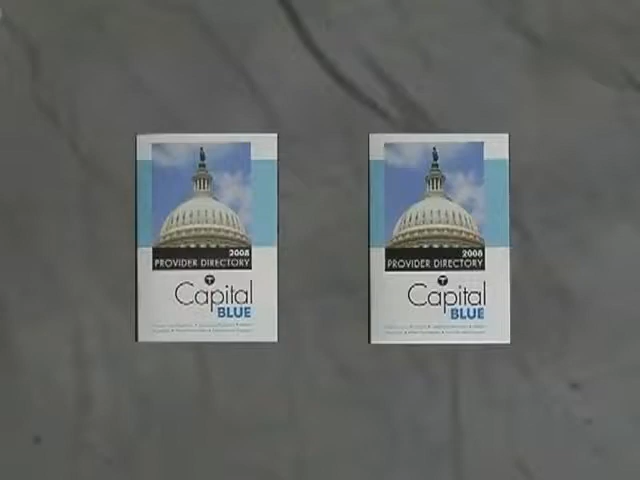 2008
PROVIDER DIRECTORY
T
Capital
BLUE
2008
PROVIDER DIRECTORY
T
Capital
BLUE